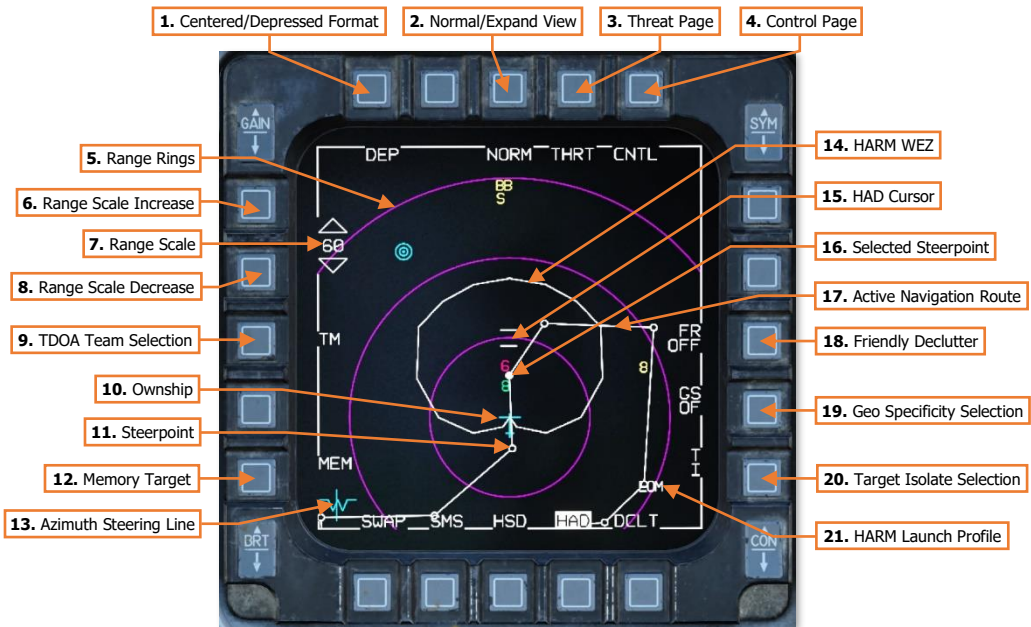 1. Centered/Depressed Format
2. Normal/Expand View
3. Threat Page
4. Control Page
GAIN
SYM
DEP NORM THRT CNTL
14. HARM WEZ
5. Range Rings
BB
S
15. HAD Cursor
6. Range Scale Increase
7. Range Scale
60
16. Selected Steerpoint
8. Range Scale Decrease
17. Active Navigation Route
9. TDOA Team Selection
TM
FR
OFF
18. Friendly Declutter
6
8
8
10. Ownship
GS
OF
19. Geo Specificity Selection
11. Steerpoint
MEM
T
I
12. Memory Target
20. Target Isolate Selection
EOM
13. Azimuth Steering Line
SWAP SMS HSD HAD DCLT
21. HARM Launch Profile
BRT
CON